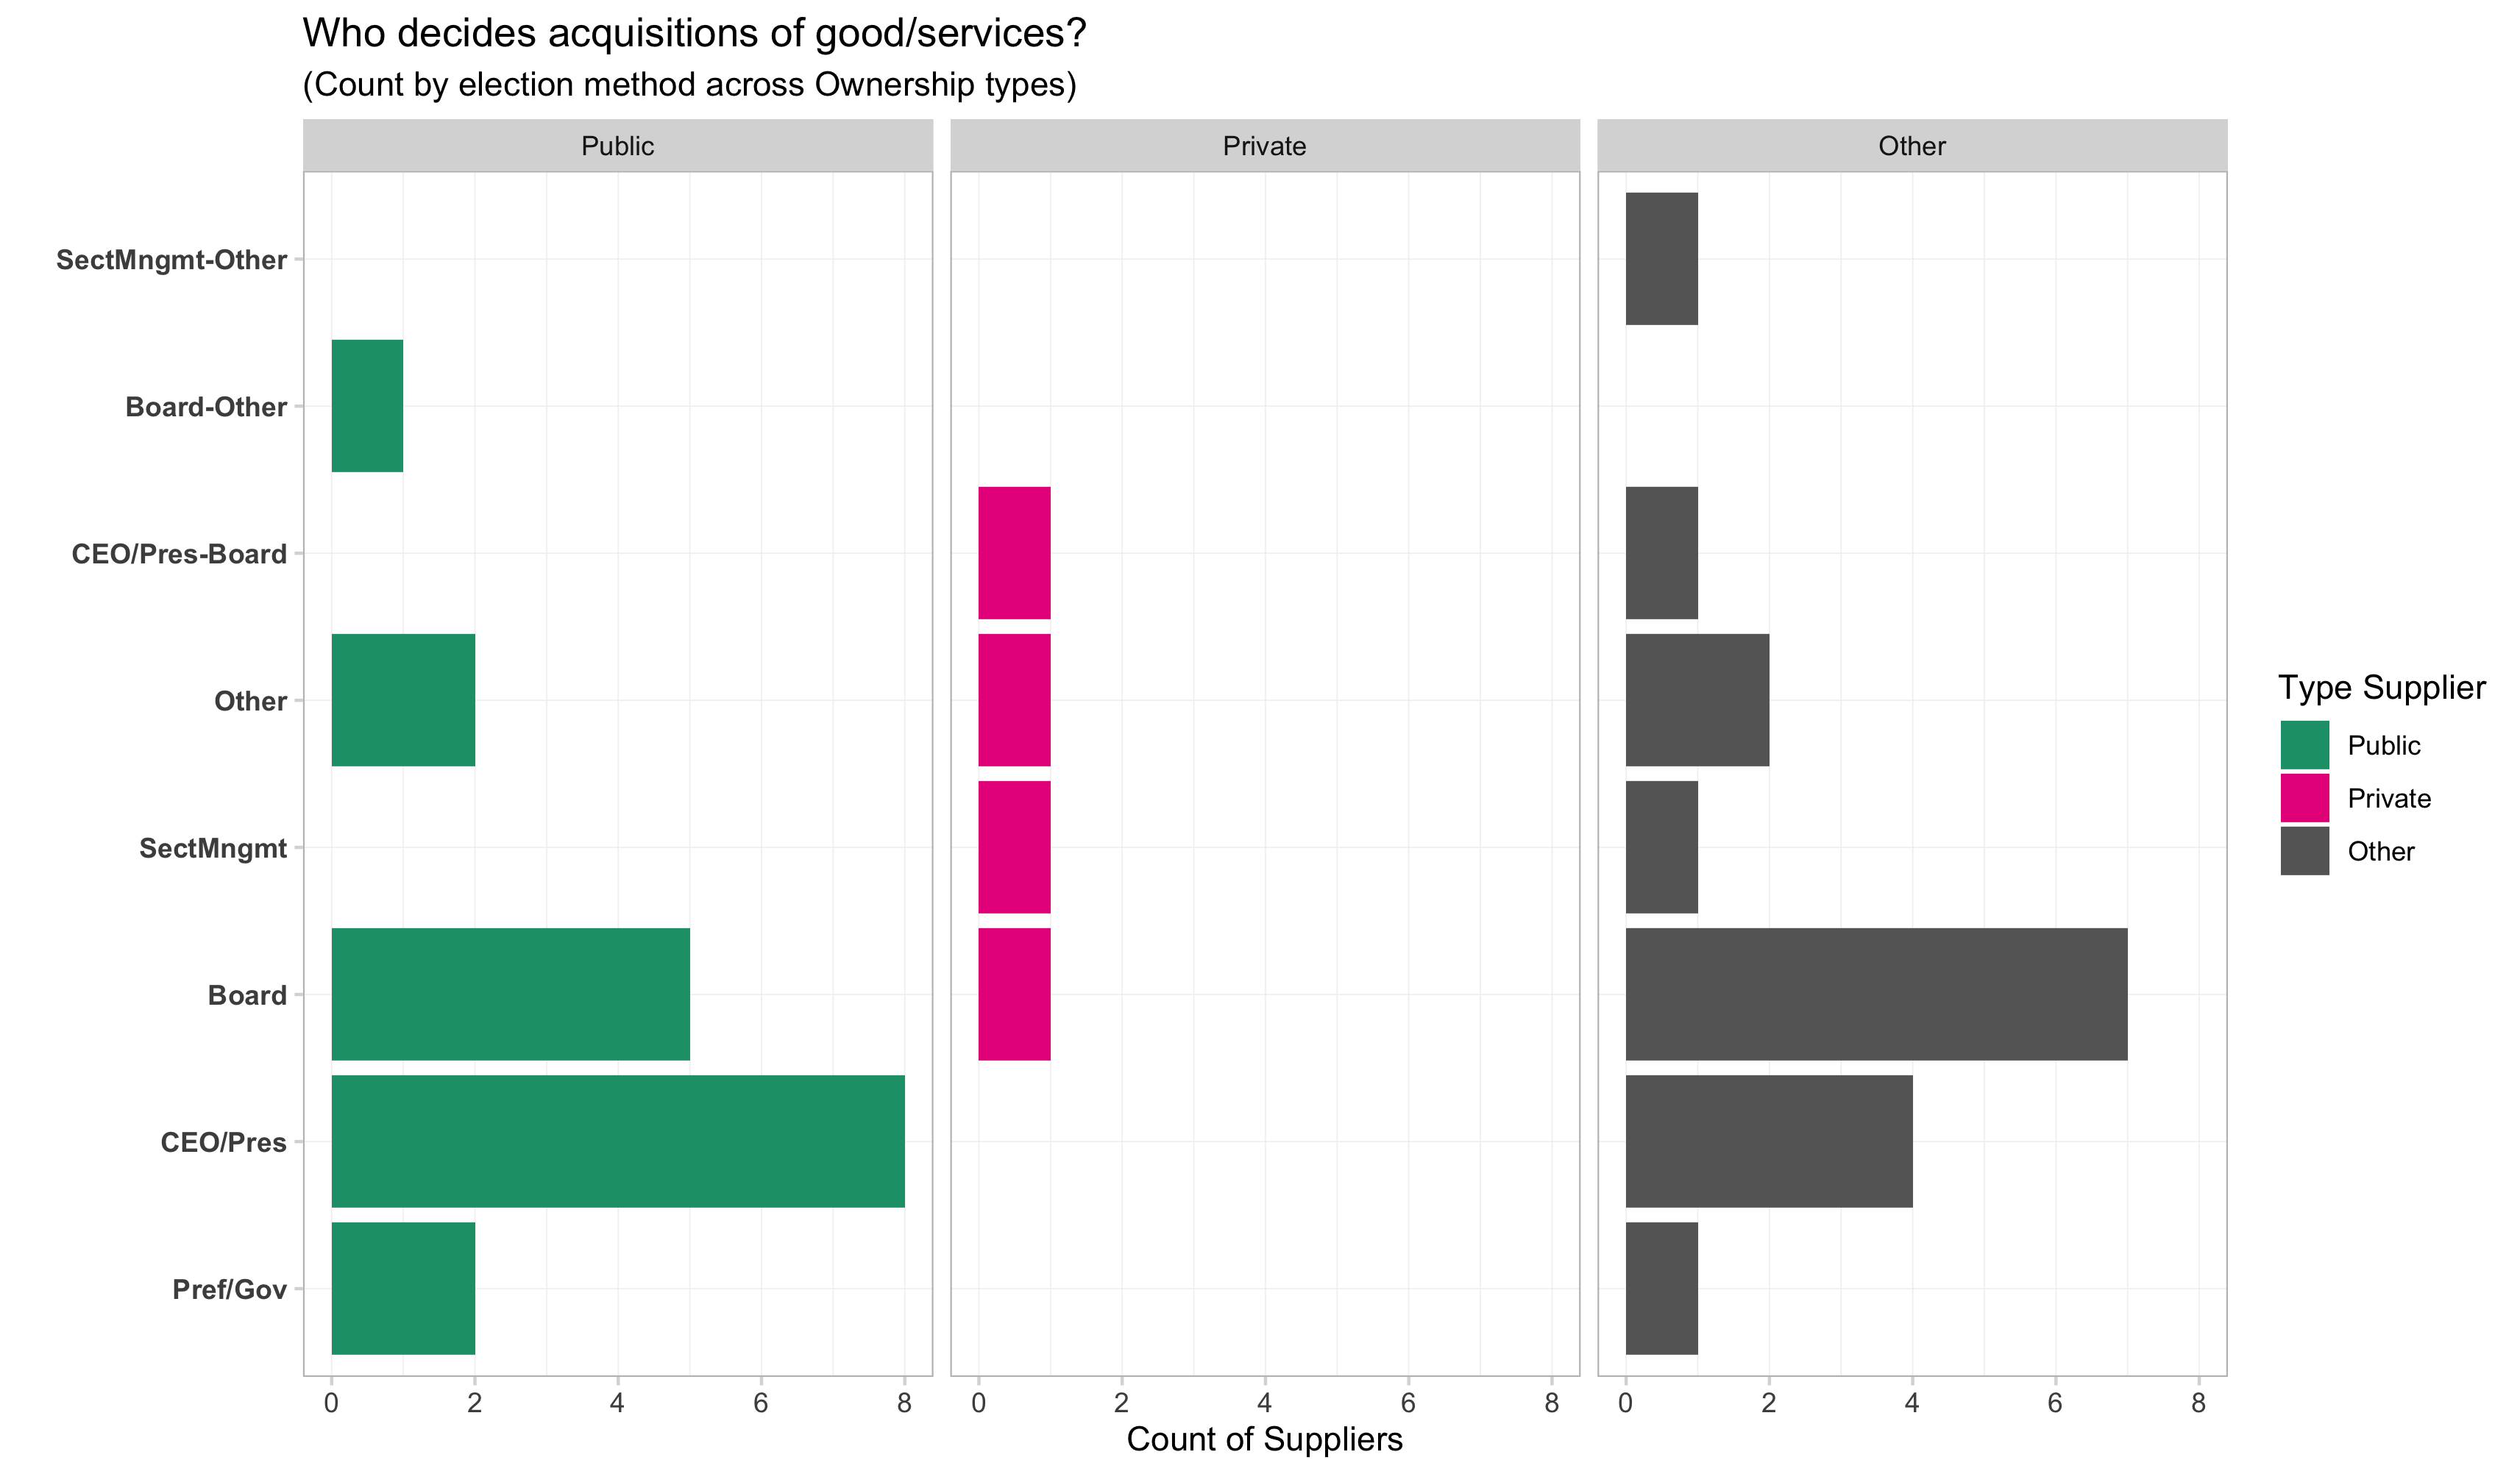 Who decides acquisitions of good/services?
(Count by election method across Ownership types)
Public
Private
Other
SectMngmt-Other
Board-Other
CEO/Pres-Board
Other
SectMngmt
Board
CEO/Pres
Pref/Gov
0 2 4 6 8
0 2 4 6 8
0 2 4 6 8
Count of Suppliers
Type Supplier
Public
Private
Other